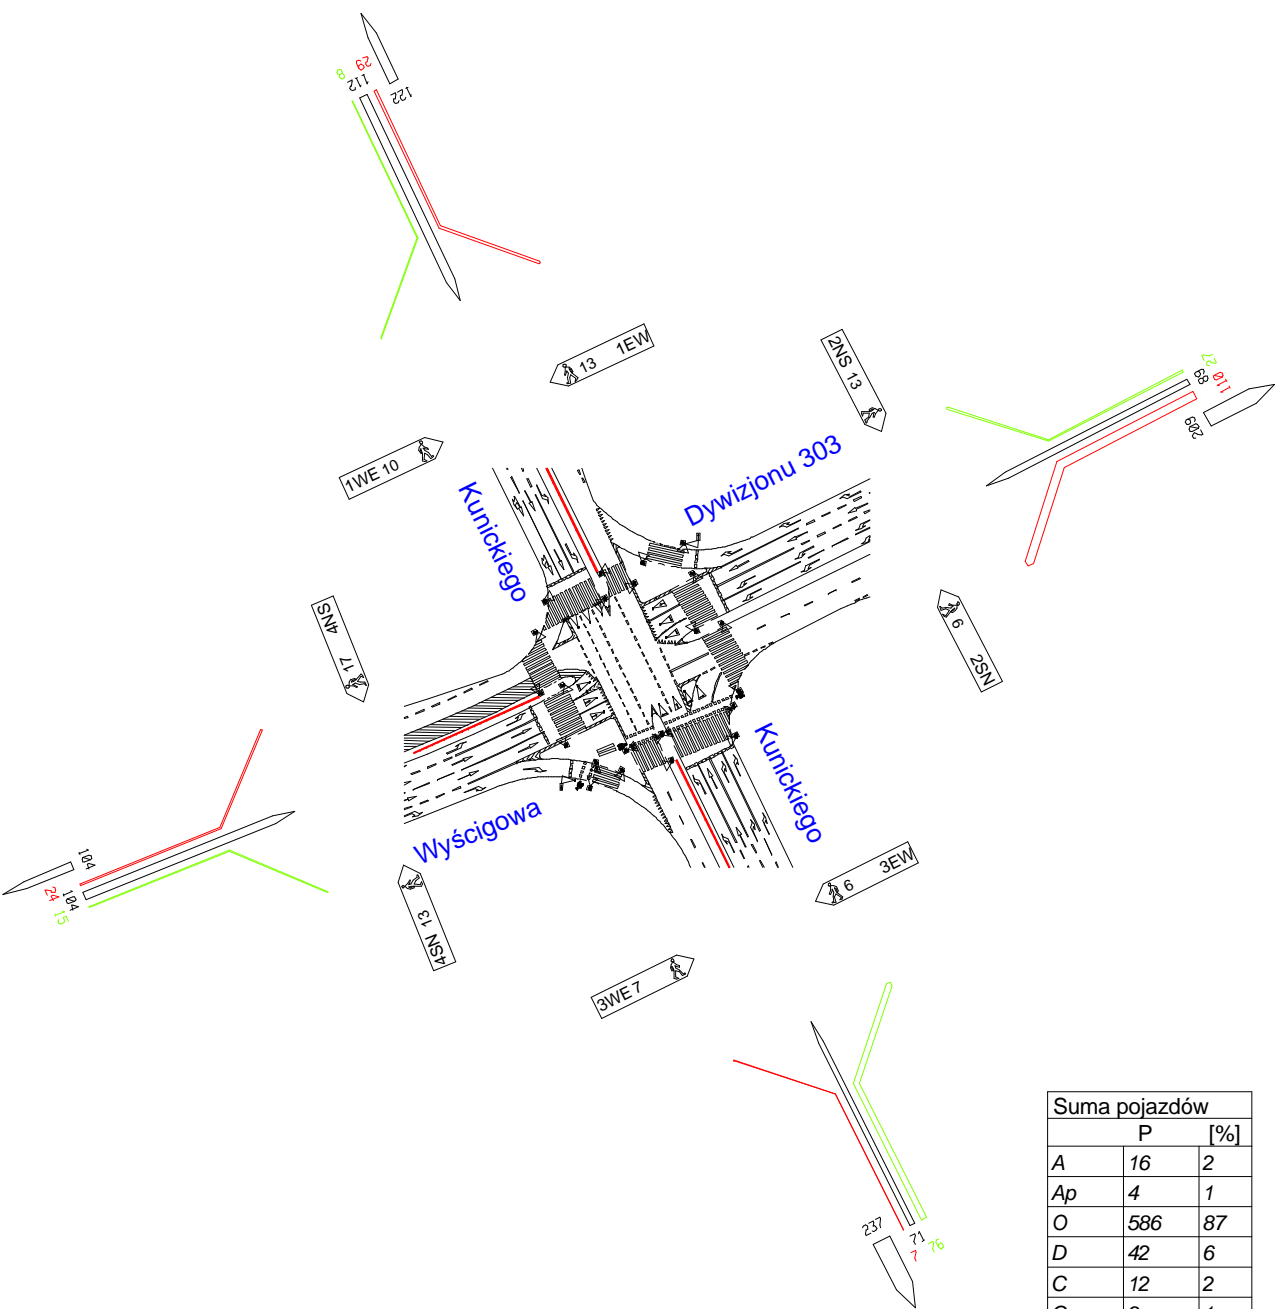 8
29
112
122
13 1EW
2NS 13
1WE 10
27
89
110
209
Kunickiego
Dywizjonu 303
4NS 17
6 2SN
Kunickiego
Wyścigowa
104
24
104
15
4SN 13
6 3EW
3WE 7
237
71
7
76
Suma pojazdów
P [%]
A 16 2
Ap 4 1
O 586 87
D 42 6
C 12 2